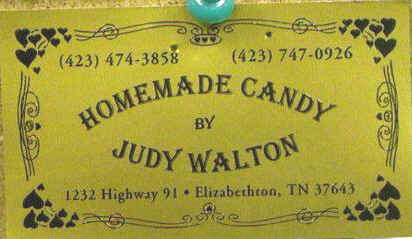 (423) 474-3858 (423) 747-0926
HOMEMADE CANDY
BY
JUDY WALTON
1232 Highway 91 • Elizabethton, TN 37643